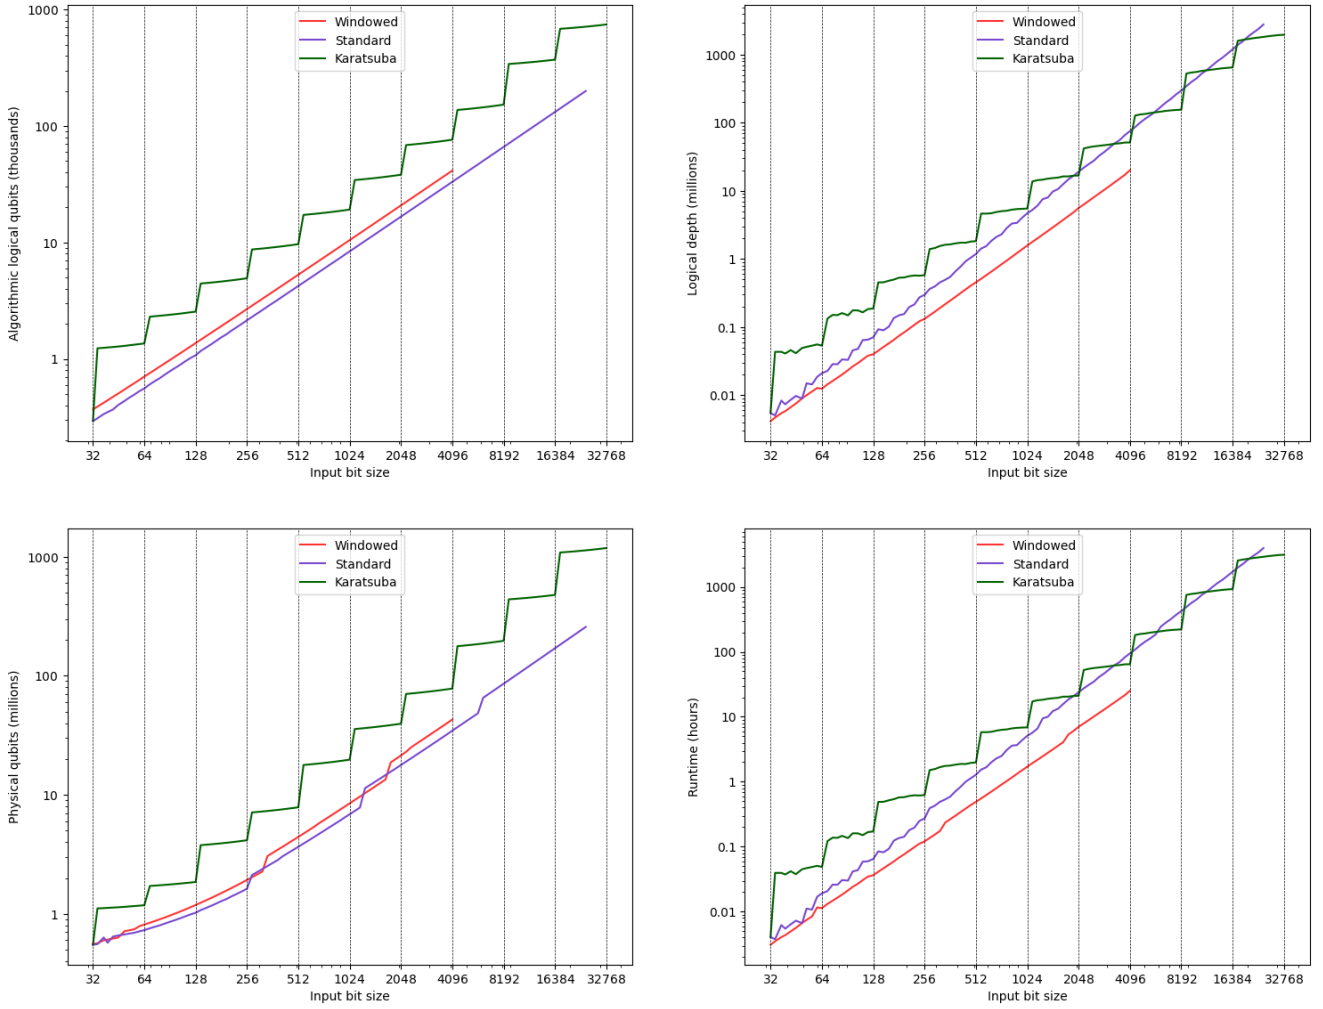 Windowed
Standard
Karatsuba
Algorithmic logical qubits (thousands)
1000
100
10
1
32 64 128 256 512 1024 2048 4096 8192 16384 32768
Input bit size
Windowed
Standard
Karatsuba
Logical depth (millions)
1000
100
10
1
0.1
0.01
32 64 128 256 512 1024 2048 4096 8192 16384 32768
Input bit size
Windowed
Standard
Karatsuba
Physical qubits (millions)
1000
100
10
1
32 64 128 256 512 1024 2048 4096 8192 16384 32768
Input bit size
Windowed
Standard
Karatsuba
Runtime (hours)
1000
100
10
1
0.1
0.01
32 64 128 256 512 1024 2048 4096 8192 16384 32768
Input bit size